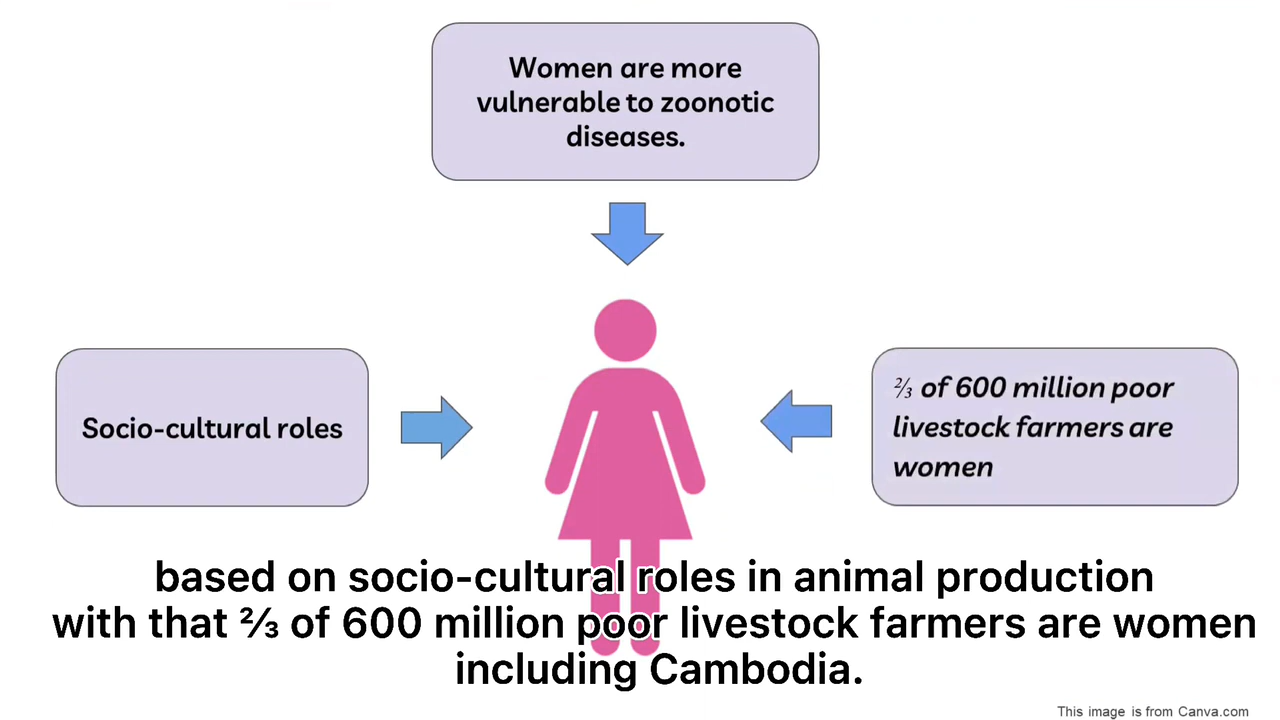 Women are more
vulnerable to zoonotic
diseases.
Socio-cultural roles
⅔ of 600 million poor
livestock farmers are
women
based on socio-cultural roles in animal production
with that ⅔ of 600 million poor livestock farmers are women
including Cambodia.
This image is from Canva.com